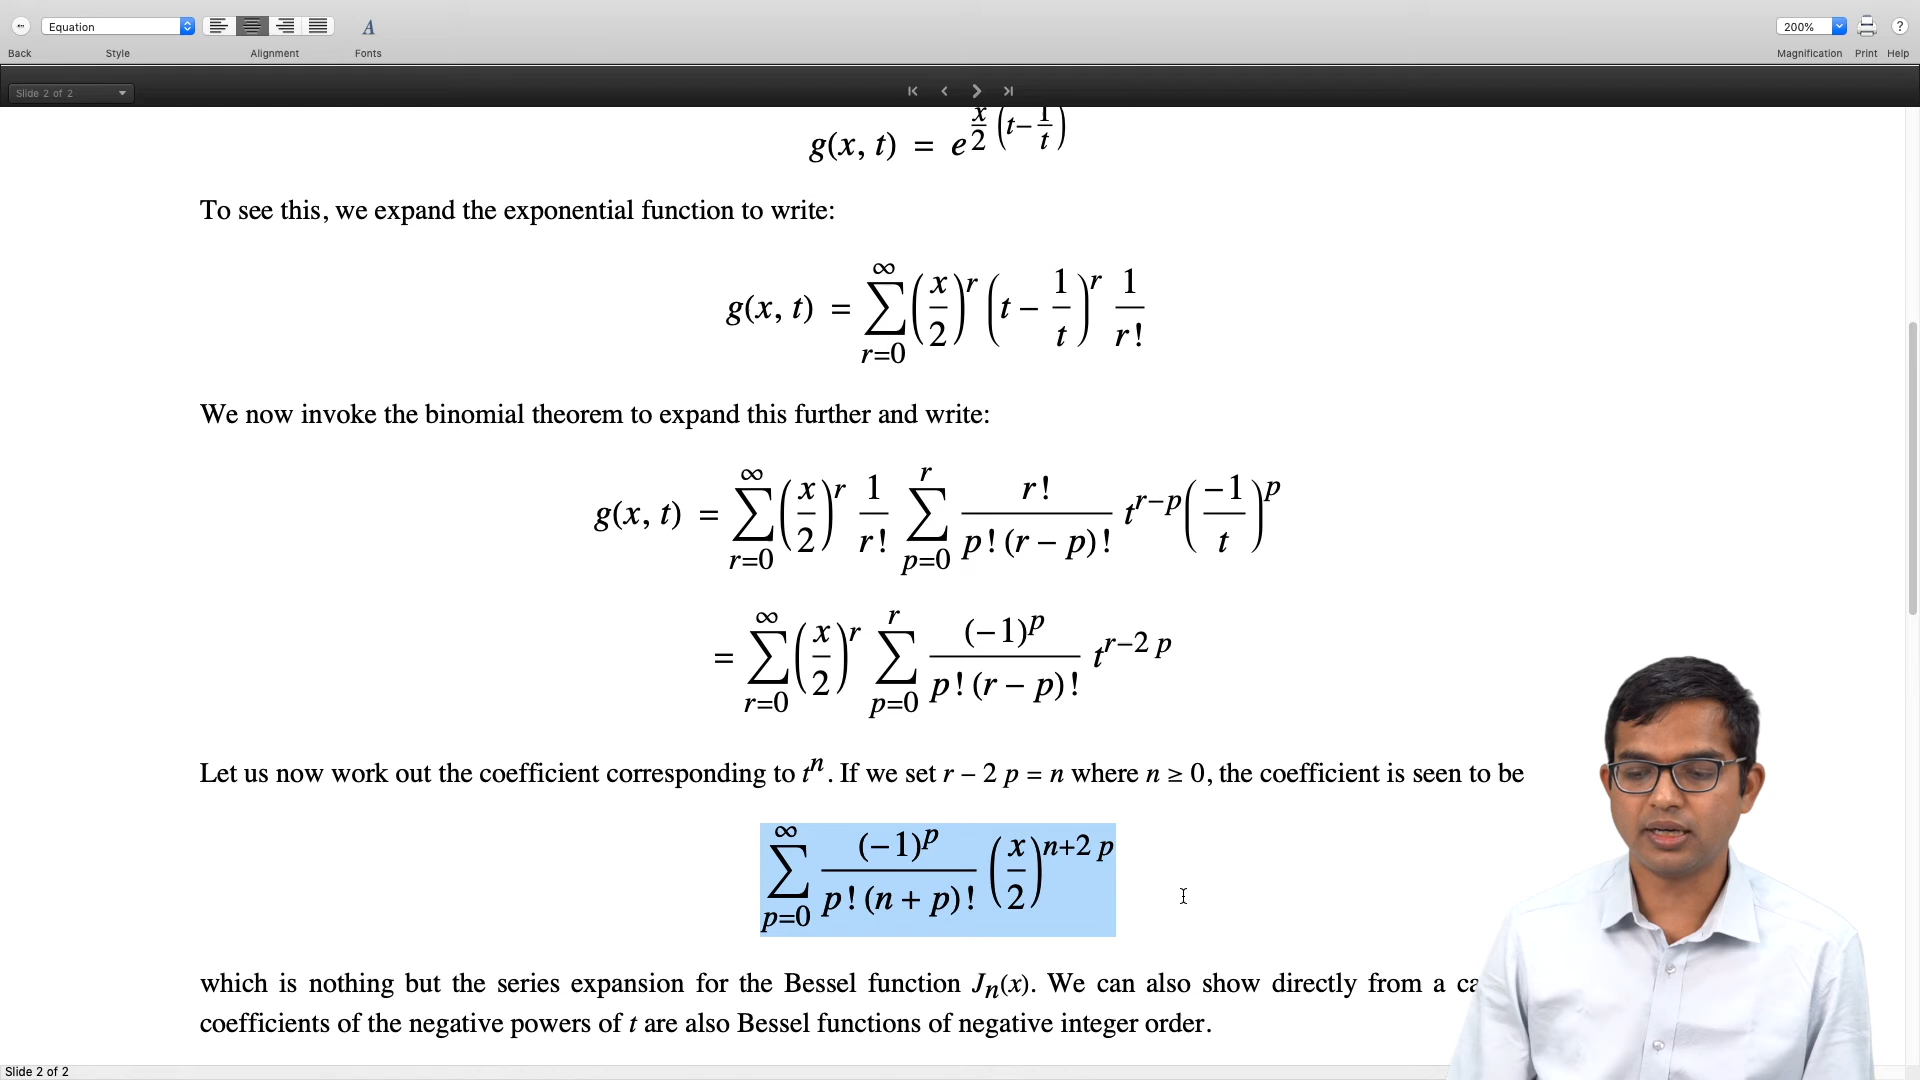 Equation
200%
Back Style Alignment Fonts Magnification Print Help
Slide 2 of 2
g(x, t) = e^{x/2 (t − 1/t)}
To see this, we expand the exponential function to write:
g(x, t) = ∑_{r=0}^{∞} (x/2)^r (t − 1/t)^r 1/r!
We now invoke the binomial theorem to expand this further and write:
g(x, t) = ∑_{r=0}^{∞} (x/2)^r 1/r! ∑_{p=0}^{r} r!/(p! (r − p)!) t^{r−p} (−1/t)^p
= ∑_{r=0}^{∞} (x/2)^r ∑_{p=0}^{r} (−1)^p/(p! (r − p)!) t^{r−2 p}
Let us now work out the coefficient corresponding to t^n. If we set r − 2 p = n where n ≥ 0, the coefficient is seen to be
∑_{p=0}^{∞} (−1)^p/(p! (n + p)!) (x/2)^{n+2 p}
which is nothing but the series expansion for the Bessel function J_n(x). We can also show directly from a
coefficients of the negative powers of t are also Bessel functions of negative integer order.
Slide 2 of 2